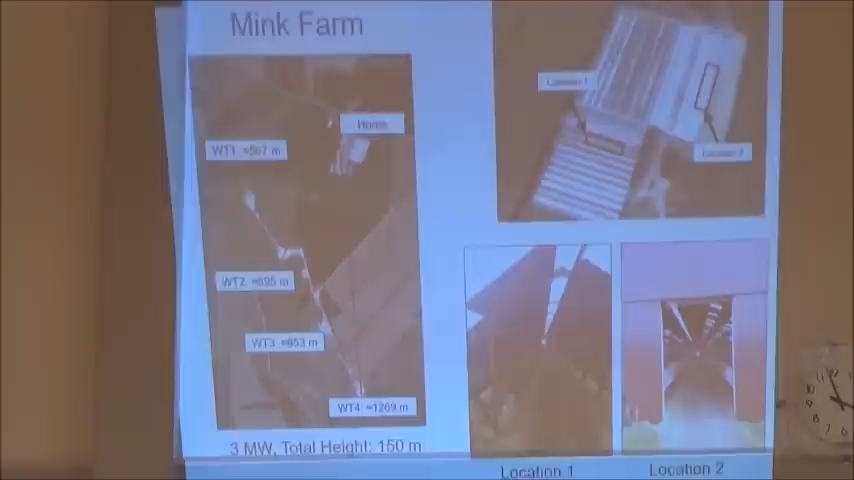 Mink Farm
Home
WT1: ≈567 m
WT2: ≈595 m
WT3: ≈853 m
WT4: ≈1269 m
3 MW, Total Height: 150 m
Location 1
Location 2
Location 1
Location 2